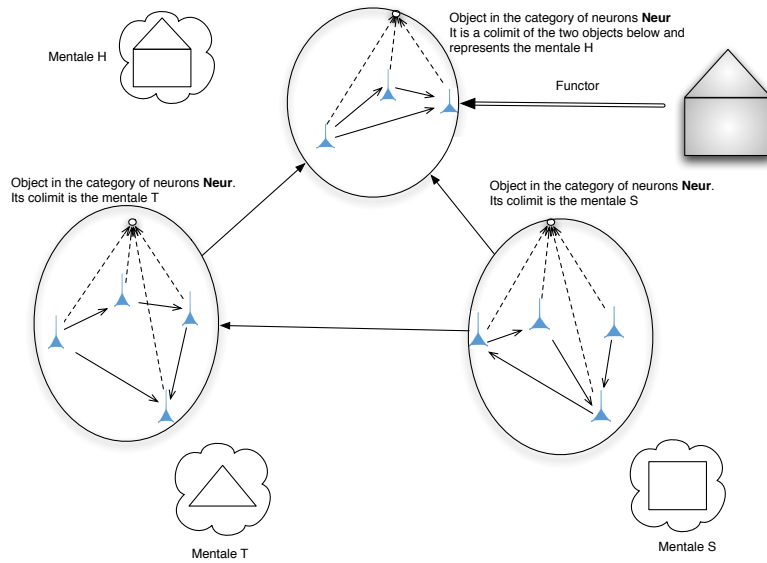 Object in the category of neurons Neur
It is a colimit of the two objects below and
represents the mentale H
Mentale H
Functor
Object in the category of neurons Neur.
Its colimit is the mentale T
Object in the category of neurons Neur.
Its colimit is the mentale S
Mentale T
Mentale S